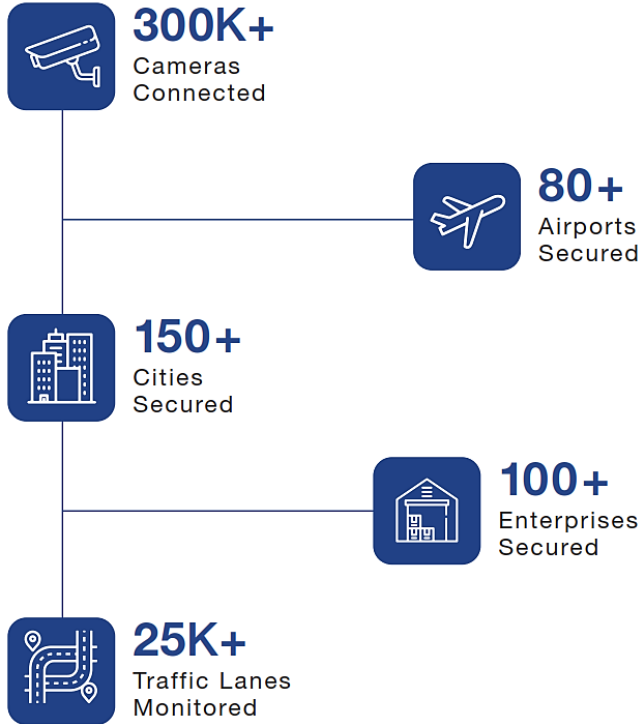 300K+
Cameras
Connected
80+
Airports
Secured
150+
Cities
Secured
100+
Enterprises
Secured
25K+
Traffic Lanes
Monitored